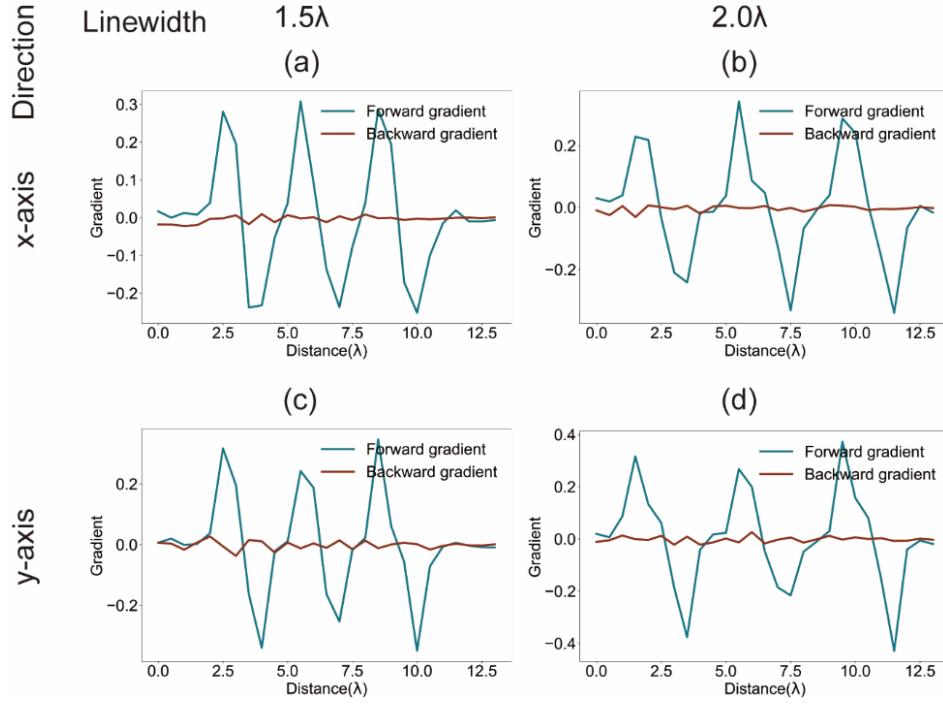 Direction
Linewidth 1.5λ 2.0λ
x-axis
(a)
Forward gradient
Backward gradient
Gradient
0.3
0.2
0.1
0.0
−0.1
−0.2
0.0 2.5 5.0 7.5 10.0 12.5
Distance(λ)
(b)
Forward gradient
Backward gradient
Gradient
0.2
0.0
−0.2
0.0 2.5 5.0 7.5 10.0 12.5
Distance(λ)
y-axis
(c)
Forward gradient
Backward gradient
Gradient
0.2
0.0
−0.2
0.0 2.5 5.0 7.5 10.0 12.5
Distance(λ)
(d)
Forward gradient
Backward gradient
Gradient
0.4
0.2
0.0
−0.2
−0.4
0.0 2.5 5.0 7.5 10.0 12.5
Distance(λ)